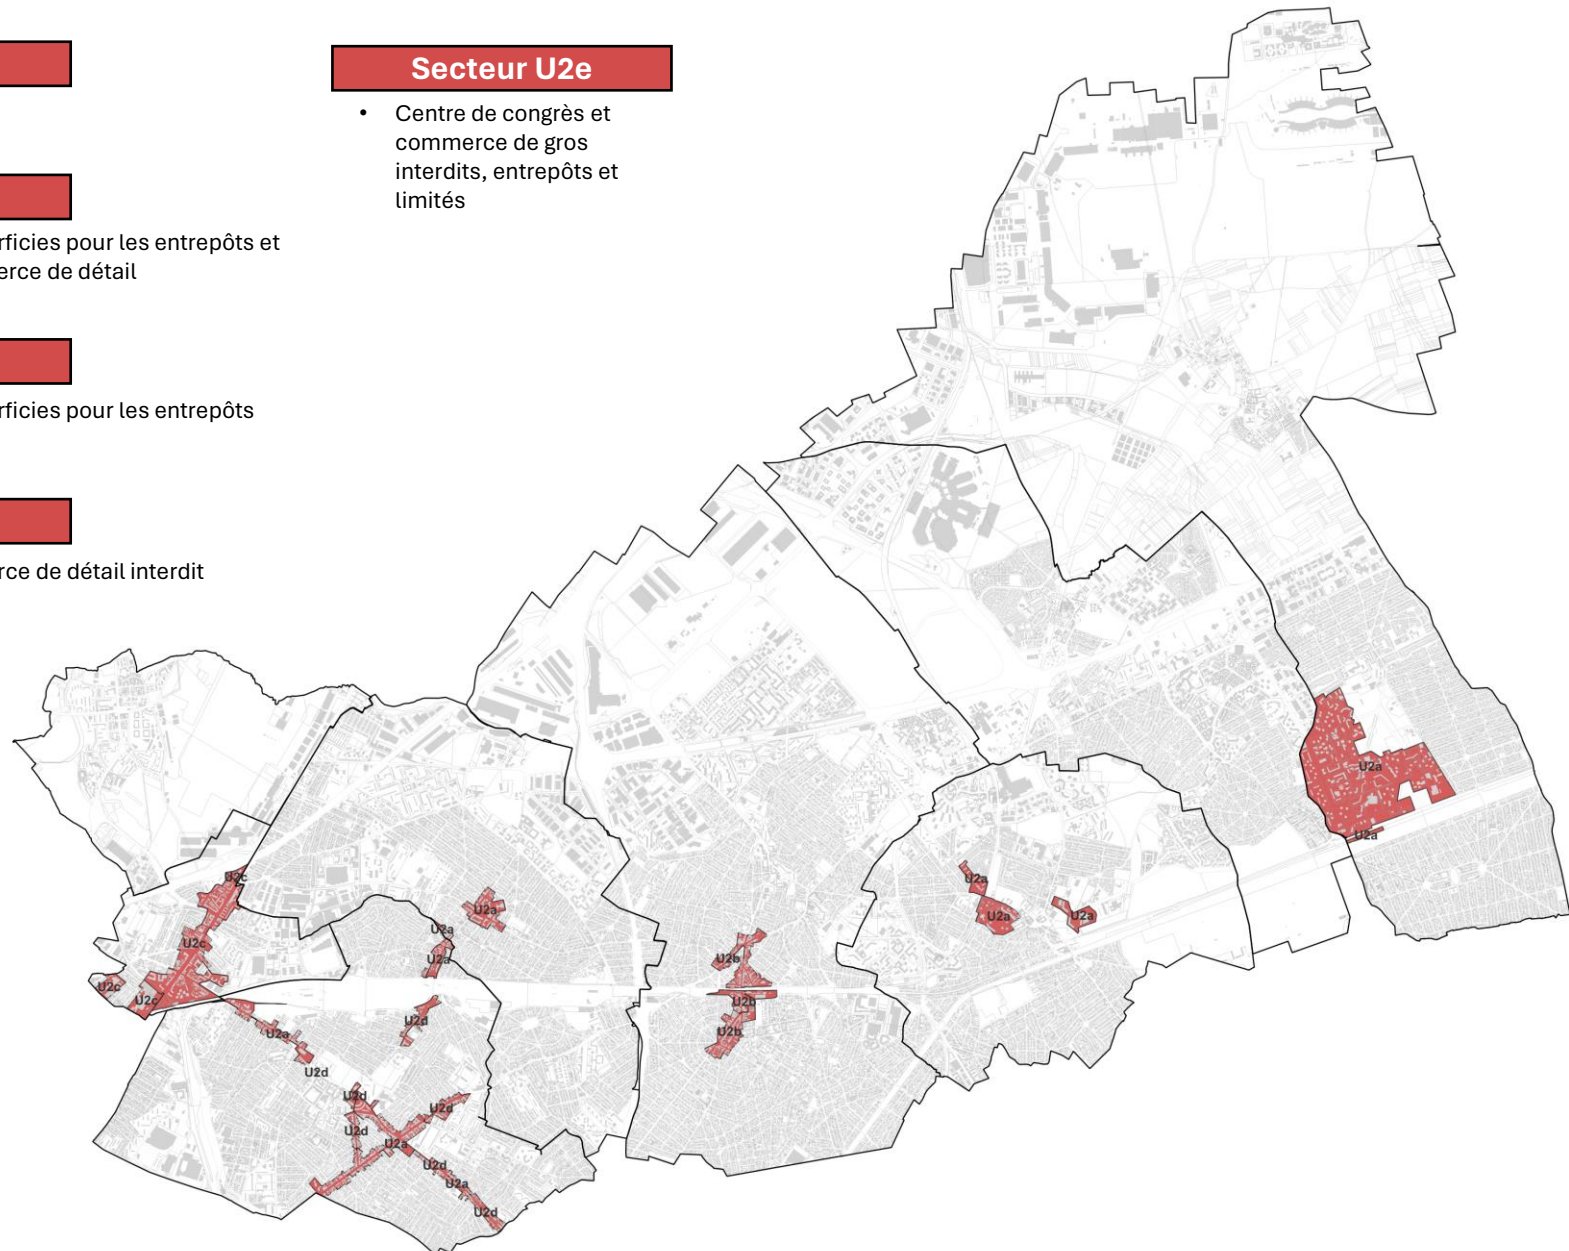 Secteur U2e
• Centre de congrès et
commerce de gros
interdits, entrepôts et
limités
rficies pour les entrepôts et
erce de détail
rficies pour les entrepôts
rce de détail interdit
U2a
U2a
U2c
U2a
U2a
U2a
U2a
U2a
U2c
U2b
U2a
U2c
U2c
U2b
U2d
U2a
U2b
U2d
U2d
U2d
U2d
U2a
U2d
U2a
U2d